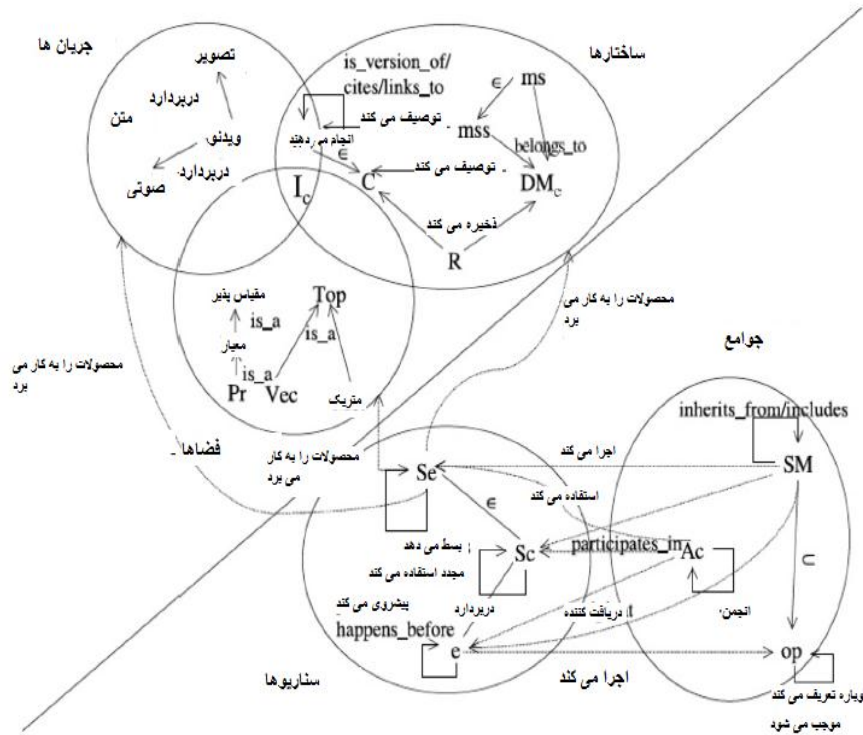 جریان ها
تصویر
دربردارد
متن
ویدئو
صوتی
دربردارد
ساختارها
is_version_of/
cites/links_to
∈
ms
توصیف می کند
mss
انجام می دهند
belongs_to
∈
توصیف می کند
C
DM_c
I_c
ذخیره می کند
R
مقیاس پذیر
Top
is_a
is_a
معیار
is_a
Pr
Vec
متریک
فضاها
محصولات را به کار می
برد
محصولات را به کار می
برد
محصولات را به کار
می برد
جوامع
inherits_from/includes
SM
اجرا می کند
Se
استفاده می کند
∈
Sc
participates_in
Ac
⊂
بسط می دهد
مجدد استفاده می کند
انجمن
پیشروی می کند
دربردارد
دریافت کننده
happens_before
e
op
اجرا می کند
سناریوها
وباره تعریف می کند
موجب می شود